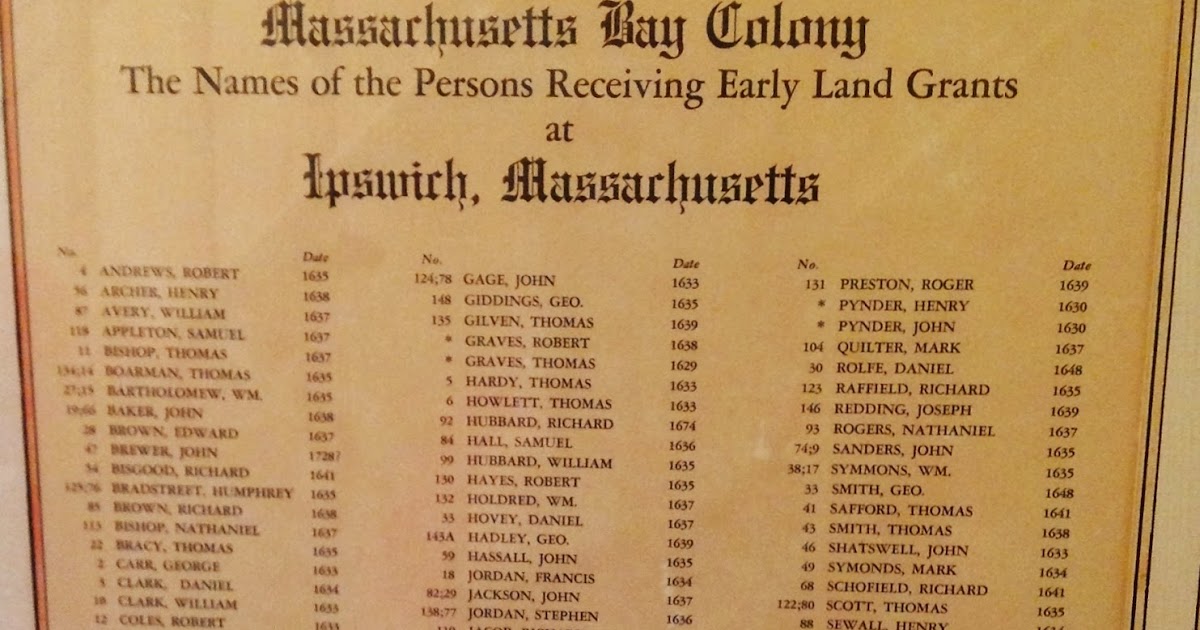 Massachusetts Bay Colony
The Names of the Persons Receiving Early Land Grants
at
Ipswich, Massachusetts
No. Date
4 ANDREWS, ROBERT 1635
56 ARCHER, HENRY 1638
87 AVERY, WILLIAM 1637
118 APPLETON, SAMUEL 1637
11 BISHOP, THOMAS 1637
134;14 BOARMAN, THOMAS 1635
27;15 BARTHOLOMEW, WM. 1635
19;66 BAKER, JOHN 1638
28 BROWN, EDWARD 1637
47 BREWER, JOHN 1728?
54 BISGOOD, RICHARD 1641
125;76 BRADSTREET, HUMPHREY 1635
85 BROWN, RICHARD 1638
113 BISHOP, NATHANIEL 1637
22 BRACY, THOMAS 1635
2 CARR, GEORGE 1633
3 CLARK, DANIEL 1634
10 CLARK, WILLIAM 1633
12 COLES, ROBERT 1633
No. Date
124;78 GAGE, JOHN 1633
148 GIDDINGS, GEO. 1635
135 GILVEN, THOMAS 1639
* GRAVES, ROBERT 1638
* GRAVES, THOMAS 1629
5 HARDY, THOMAS 1633
6 HOWLETT, THOMAS 1633
92 HUBBARD, RICHARD 1674
84 HALL, SAMUEL 1636
99 HUBBARD, WILLIAM 1635
130 HAYES, ROBERT 1635
132 HOLDRED, WM. 1637
33 HOVEY, DANIEL 1637
143A HADLEY, GEO. 1639
59 HASSALL, JOHN 1635
18 JORDAN, FRANCIS 1634
82;29 JACKSON, JOHN 1637
138;77 JORDAN, STEPHEN 1636
No. Date
131 PRESTON, ROGER 1639
* PYNDER, HENRY 1630
* PYNDER, JOHN 1630
104 QUILTER, MARK 1637
30 ROLFE, DANIEL 1648
123 RAFFIELD, RICHARD 1635
146 REDDING, JOSEPH 1639
93 ROGERS, NATHANIEL 1637
74;9 SANDERS, JOHN 1635
38;17 SYMMONS, WM. 1635
33 SMITH, GEO. 1648
41 SAFFORD, THOMAS 1641
43 SMITH, THOMAS 1638
46 SHATSWELL, JOHN 1633
49 SYMONDS, MARK 1634
68 SCHOFIELD, RICHARD 1641
122;80 SCOTT, THOMAS 1635
88 SEWALL, HENRY